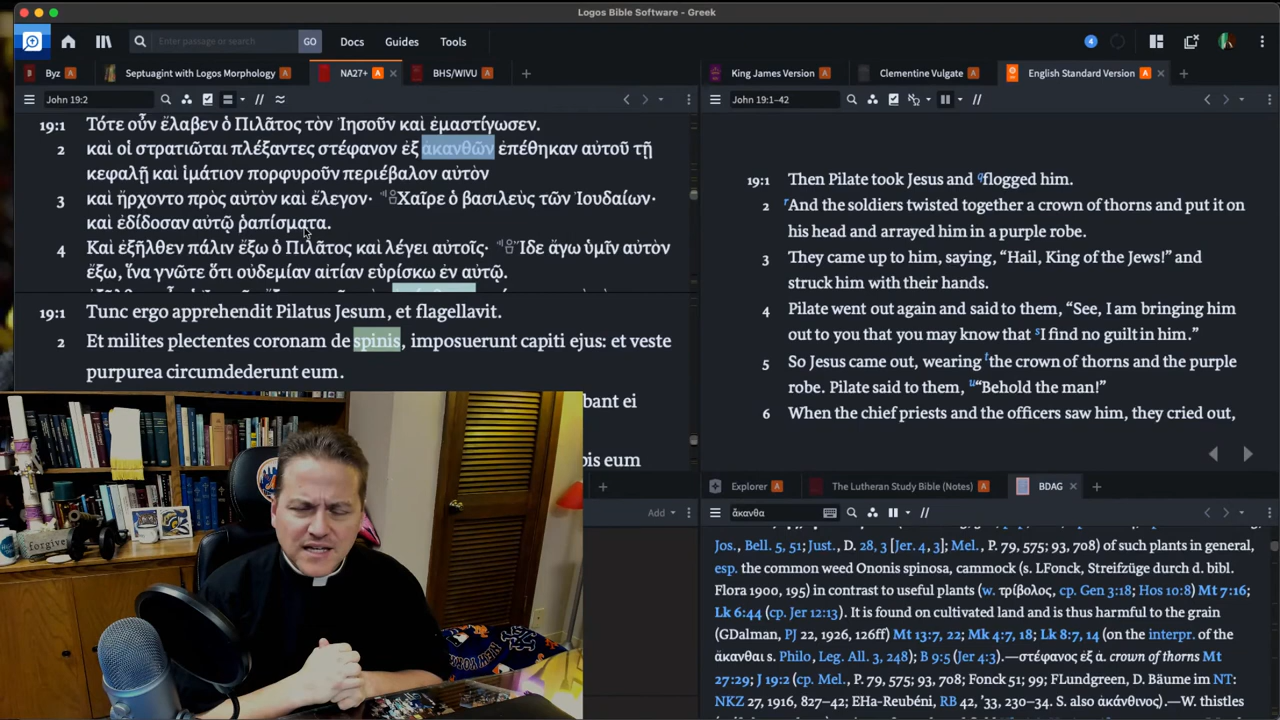 Logos Bible Software - Greek
Enter passage or search GO Docs Guides Tools 4
Byz A Septuagint with Logos Morphology A NA27+ A BHS/WIVU A
King James Version A Clementine Vulgate A English Standard Version A
John 19:2
19:1 Τότε οὖν ἔλαβεν ὁ Πιλᾶτος τὸν Ἰησοῦν καὶ ἐμαστίγωσεν.
2 καὶ οἱ στρατιῶται πλέξαντες στέφανον ἐξ ἀκανθῶν ἐπέθηκαν αὐτοῦ τῇ
κεφαλῇ καὶ ἱμάτιον πορφυροῦν περιέβαλον αὐτὸν
3 καὶ ἤρχοντο πρὸς αὐτὸν καὶ ἔλεγον· Χαῖρε ὁ βασιλεὺς τῶν Ἰουδαίων·
καὶ ἐδίδοσαν αὐτῷ ῥαπίσματα.
4 Καὶ ἐξῆλθεν πάλιν ἔξω ὁ Πιλᾶτος καὶ λέγει αὐτοῖς· Ἴδε ἄγω ὑμῖν αὐτὸν
ἔξω, ἵνα γνῶτε ὅτι οὐδεμίαν αἰτίαν εὑρίσκω ἐν αὐτῷ.
19:1 Tunc ergo apprehendit Pilatus Jesum, et flagellavit.
2 Et milites plectentes coronam de spinis, imposuerunt capiti ejus: et veste
purpurea circumdederunt eum.
bant ei
is eum
John 19:1–42
19:1 Then Pilate took Jesus and qflogged him.
2 rAnd the soldiers twisted together a crown of thorns and put it on
his head and arrayed him in a purple robe.
3 They came up to him, saying, “Hail, King of the Jews!” and
struck him with their hands.
4 Pilate went out again and said to them, “See, I am bringing him
out to you that you may know that sI find no guilt in him.”
5 So Jesus came out, wearing tthe crown of thorns and the purple
robe. Pilate said to them, u“Behold the man!”
6 When the chief priests and the officers saw him, they cried out,
Add
Explorer A The Lutheran Study Bible (Notes) A BDAG
ἄκανθα
Jos., Bell. 5, 51; Just., D. 28, 3 [Jer. 4, 3]; Mel., P. 79, 575; 93, 708) of such plants in general,
esp. the common weed Ononis spinosa, cammock (s. LFonck, Streifzüge durch d. bibl.
Flora 1900, 195) in contrast to useful plants (w. τρίβολος, cp. Gen 3:18; Hos 10:8) Mt 7:16;
Lk 6:44 (cp. Jer 12:13). It is found on cultivated land and is thus harmful to the grain
(GDalman, PJ 22, 1926, 126ff) Mt 13:7, 22; Mk 4:7, 18; Lk 8:7, 14 (on the interpr. of the
ἄκανθαι s. Philo, Leg. All. 3, 248); B 9:5 (Jer 4:3).—στέφανος ἐξ ἀ. crown of thorns Mt
27:29; J 19:2 (cp. Mel., P. 79, 575; 93, 708; Fonck 51; 99; FLundgreen, D. Bäume im NT:
NKZ 27, 1916, 827–42; EHa-Reubéni, RB 42, ’33, 230–34. S. also ἀκάνθινος).—W. thistles
forgive